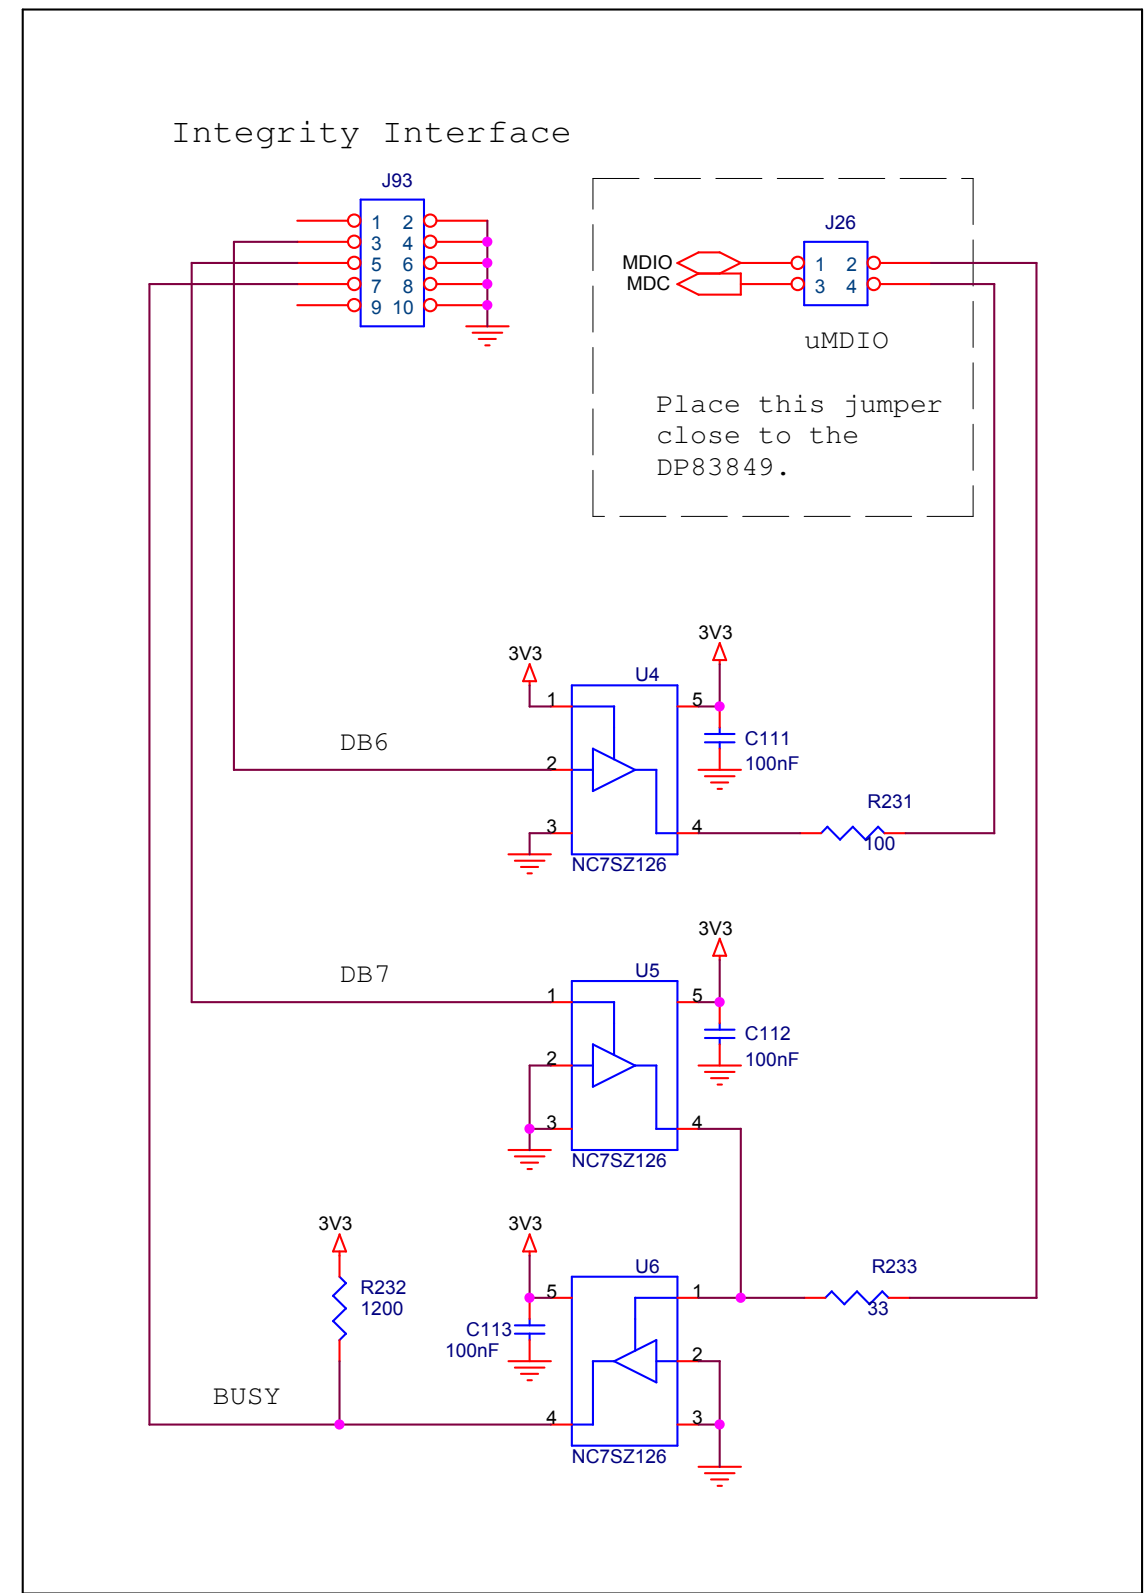 Integrity Interface
J93
1 2
3 4
5 6
7 8
9 10
J26
MDIO 1 2
MDC 3 4
uMDIO
Place this jumper
close to the
DP83849.
3V3
3V3
U4
1
5
DB6
C111
100nF
2
R231
100
3
4
NC7SZ126
3V3
U5
DB7
1
5
C112
100nF
2
3
4
NC7SZ126
3V3
3V3
U6
R233
33
5
1
R232
1200
C113
100nF
2
BUSY
4
3
NC7SZ126